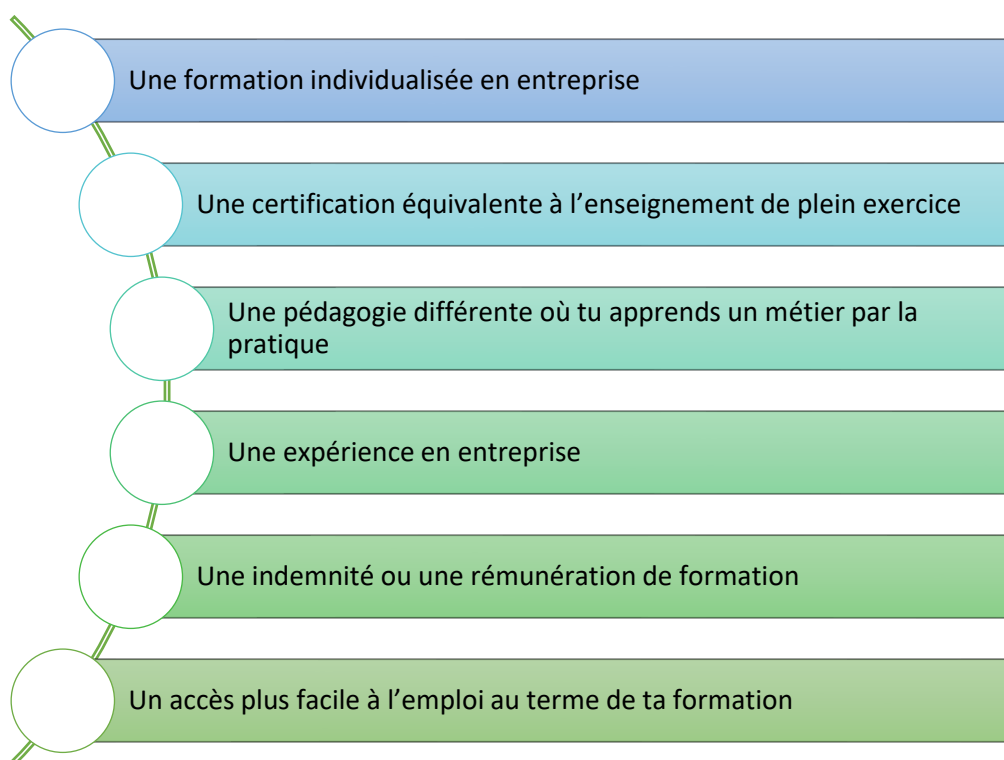 Une formation individualisée en entreprise
Une certification équivalente à l’enseignement de plein exercice
Une pédagogie différente où tu apprends un métier par la
pratique
Une expérience en entreprise
Une indemnité ou une rémunération de formation
Un accès plus facile à l’emploi au terme de ta formation